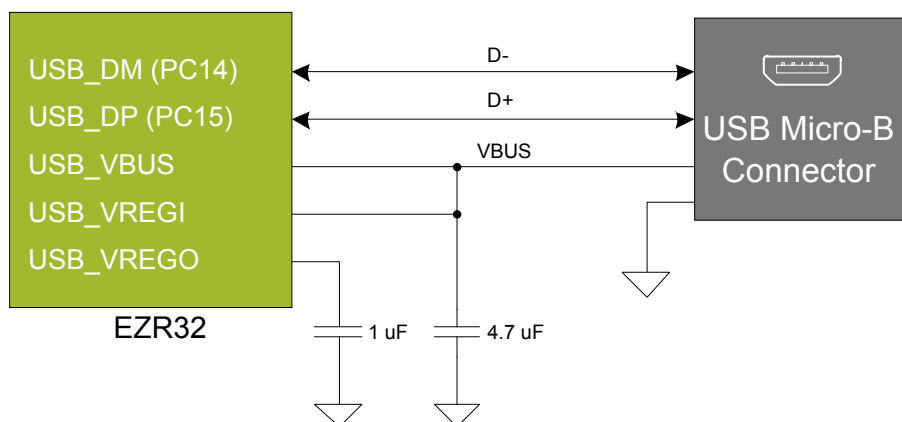 USB_DM (PC14)
USB_DP (PC15)
USB_VBUS
USB_VREGI
USB_VREGO
EZR32
D-
D+
VBUS
1 uF
4.7 uF
USB Micro-B
Connector